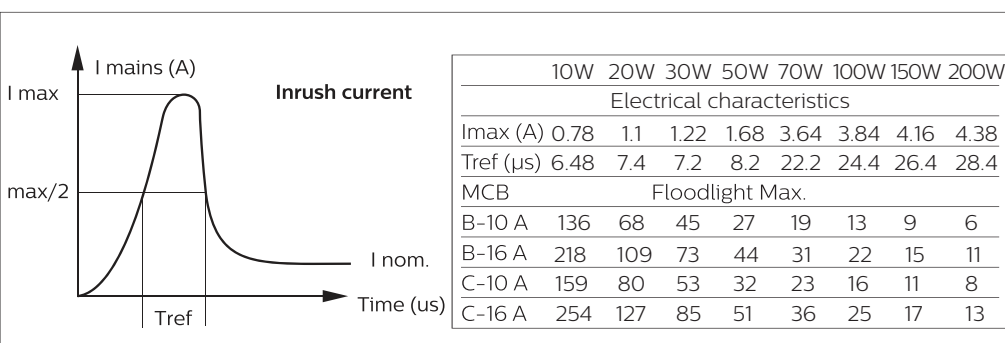 I mains (A)
I max
Inrush current
max/2
I nom.
Time (us)
Tref
10W 20W 30W 50W 70W 100W 150W 200W
Electrical characteristics
Imax (A) 0.78 1.1 1.22 1.68 3.64 3.84 4.16 4.38
Tref (µs) 6.48 7.4 7.2 8.2 22.2 24.4 26.4 28.4
MCB Floodlight Max.
B-10 A 136 68 45 27 19 13 9 6
B-16 A 218 109 73 44 31 22 15 11
C-10 A 159 80 53 32 23 16 11 8
C-16 A 254 127 85 51 36 25 17 13